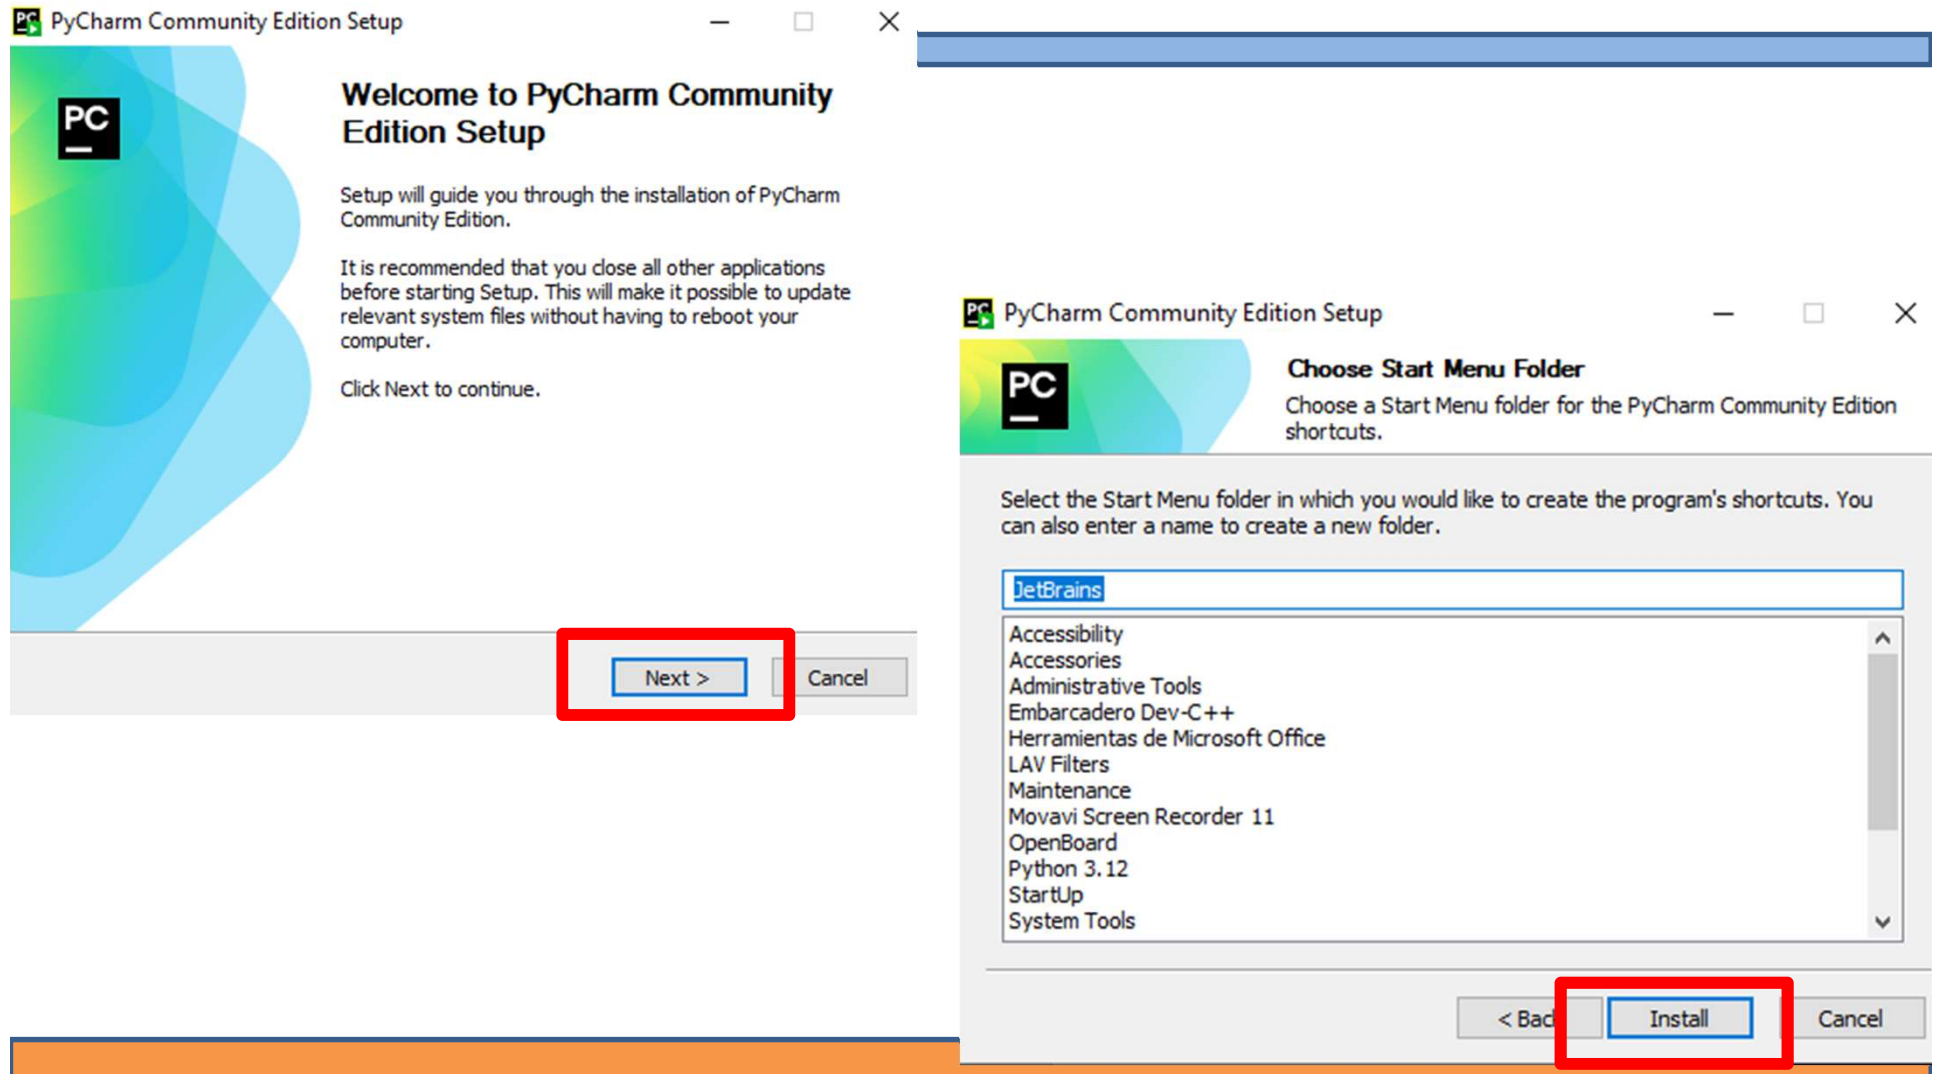 PyCharm Community Edition Setup
PC
Welcome to PyCharm Community
Edition Setup
Setup will guide you through the installation of PyCharm
Community Edition.
It is recommended that you close all other applications
before starting Setup. This will make it possible to update
relevant system files without having to reboot your
computer.
Click Next to continue.
Next >
Cancel
PyCharm Community Edition Setup
PC
Choose Start Menu Folder
Choose a Start Menu folder for the PyCharm Community Edition
shortcuts.
Select the Start Menu folder in which you would like to create the program's shortcuts. You
can also enter a name to create a new folder.
JetBrains
Accessibility
Accessories
Administrative Tools
Embarcadero Dev-C++
Herramientas de Microsoft Office
LAV Filters
Maintenance
Movavi Screen Recorder 11
OpenBoard
Python 3.12
StartUp
System Tools
< Back
Install
Cancel